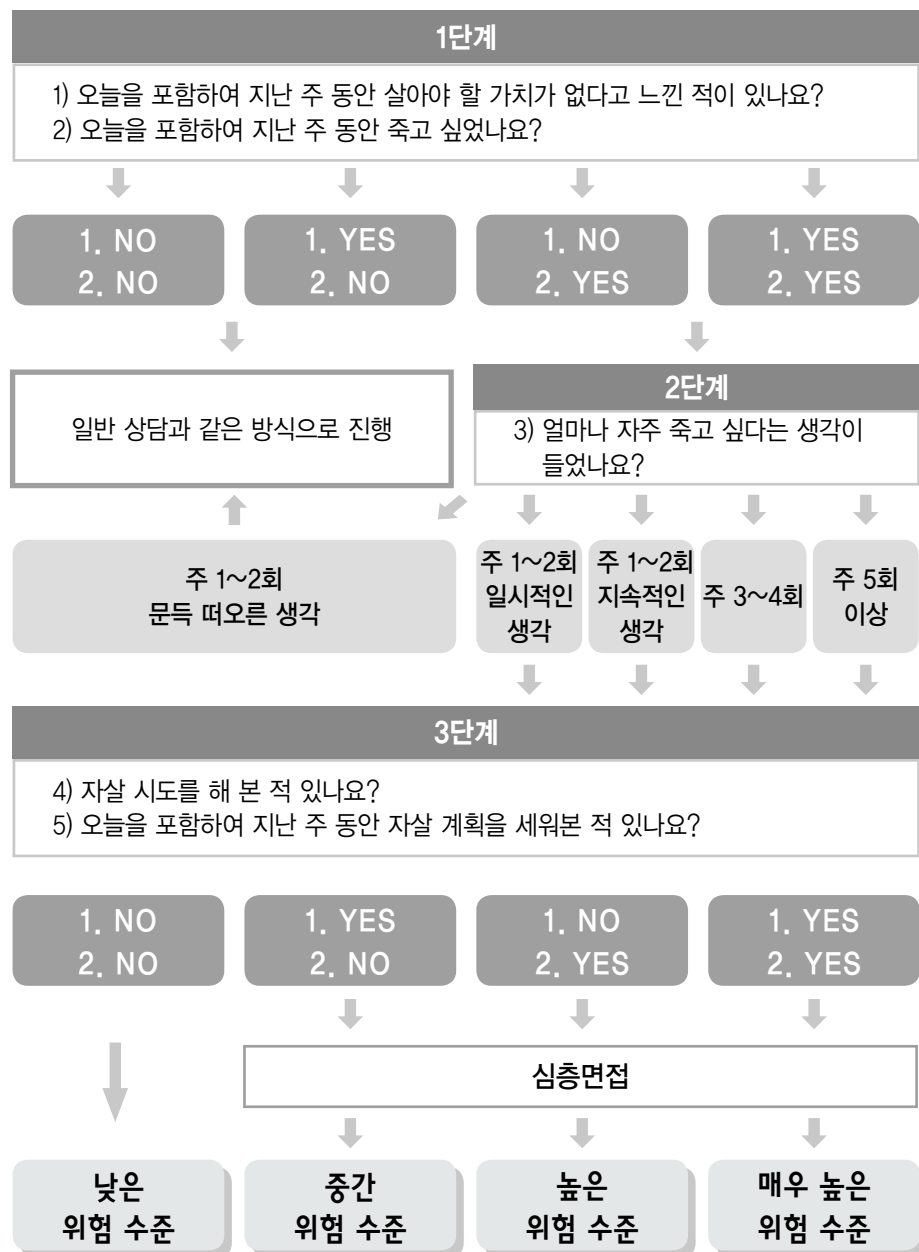 1단계
1) 오늘을 포함하여 지난 주 동안 살아야 할 가치가 없다고 느낀 적이 있나요?
2) 오늘을 포함하여 지난 주 동안 죽고 싶었나요?
1. NO
2. NO
1. YES
2. NO
1. NO
2. YES
1. YES
2. YES
일반 상담과 같은 방식으로 진행
2단계
3) 얼마나 자주 죽고 싶다는 생각이
들었나요?
주 1~2회
문득 떠오른 생각
주 1~2회
일시적인
생각
주 1~2회
지속적인
생각
주 3~4회
주 5회
이상
3단계
4) 자살 시도를 해 본 적 있나요?
5) 오늘을 포함하여 지난 주 동안 자살 계획을 세워본 적 있나요?
1. NO
2. NO
1. YES
2. NO
1. NO
2. YES
1. YES
2. YES
심층면접
낮은
위험 수준
중간
위험 수준
높은
위험 수준
매우 높은
위험 수준